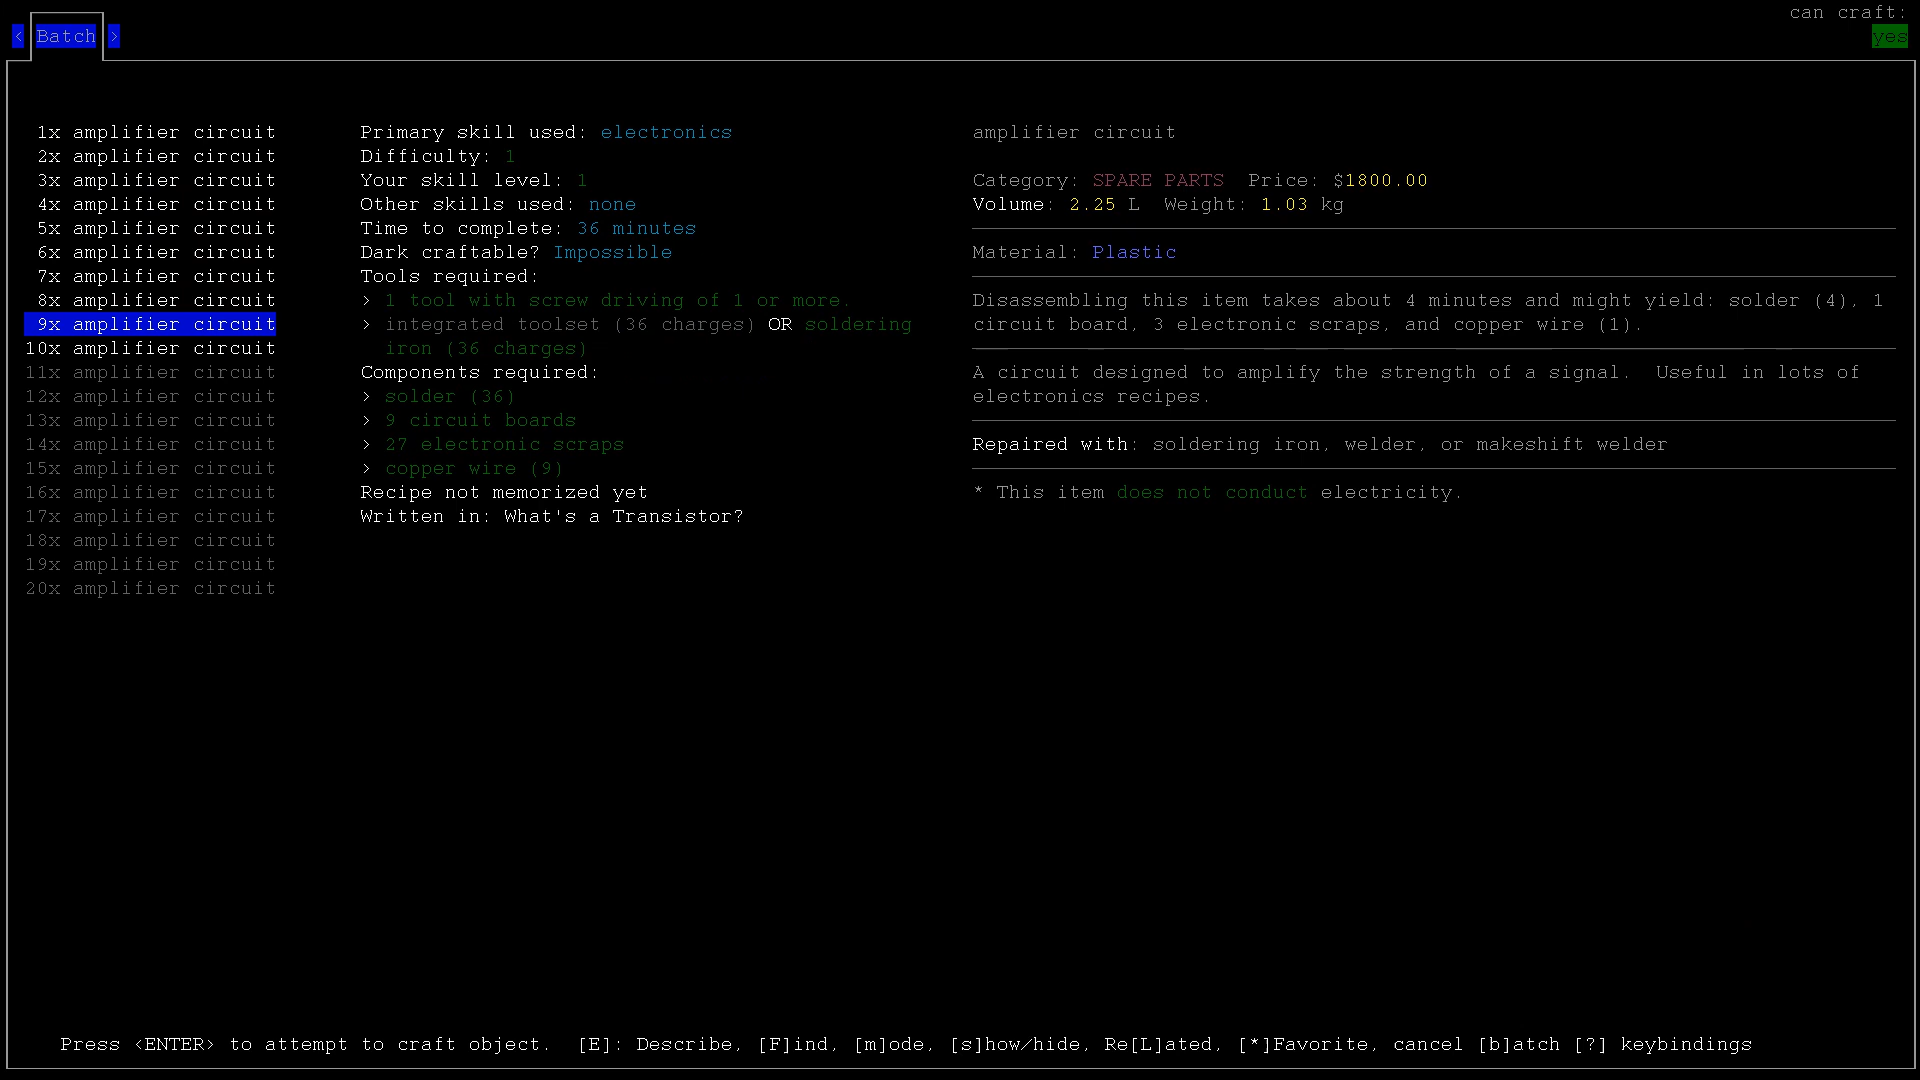 can craft:
< Batch >
yes
1x amplifier circuit
2x amplifier circuit
3x amplifier circuit
4x amplifier circuit
5x amplifier circuit
6x amplifier circuit
7x amplifier circuit
8x amplifier circuit
9x amplifier circuit
10x amplifier circuit
11x amplifier circuit
12x amplifier circuit
13x amplifier circuit
14x amplifier circuit
15x amplifier circuit
16x amplifier circuit
17x amplifier circuit
18x amplifier circuit
19x amplifier circuit
20x amplifier circuit
Primary skill used: electronics
Difficulty: 1
Your skill level: 1
Other skills used: none
Time to complete: 36 minutes
Dark craftable? Impossible
Tools required:
> 1 tool with screw driving of 1 or more.
> integrated toolset (36 charges) OR soldering
iron (36 charges)
Components required:
> solder (36)
> 9 circuit boards
> 27 electronic scraps
> copper wire (9)
Recipe not memorized yet
Written in: What's a Transistor?
amplifier circuit
Category: SPARE PARTS Price: $1800.00
Volume: 2.25 L Weight: 1.03 kg
Material: Plastic
Disassembling this item takes about 4 minutes and might yield: solder (4), 1
circuit board, 3 electronic scraps, and copper wire (1).
A circuit designed to amplify the strength of a signal. Useful in lots of
electronics recipes.
Repaired with: soldering iron, welder, or makeshift welder
* This item does not conduct electricity.
Press <ENTER> to attempt to craft object. [E]: Describe, [F]ind, [m]ode, [s]how/hide, Re[L]ated, [*]Favorite, cancel [b]atch [?] keybindings